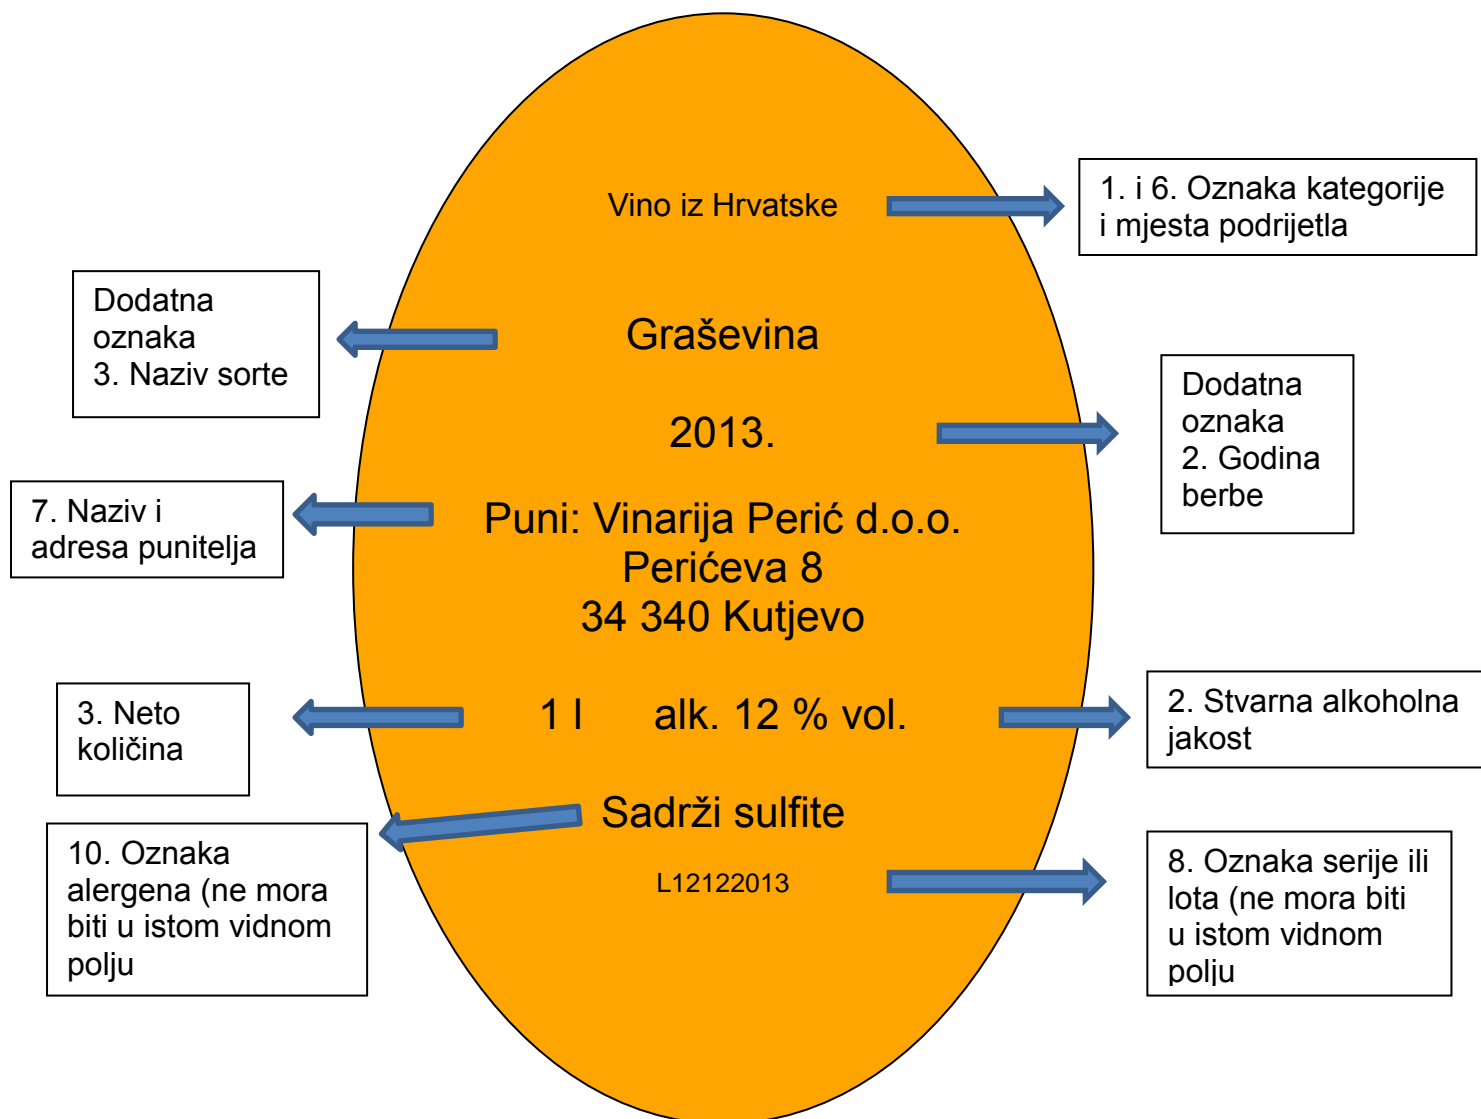 Vino iz Hrvatske
1. i 6. Oznaka kategorije
i mjesta podrijetla
Dodatna
oznaka
3. Naziv sorte
Graševina
Dodatna
oznaka
2. Godina
berbe
2013.
7. Naziv i
adresa punitelja
Puni: Vinarija Perić d.o.o.
Perićeva 8
34 340 Kutjevo
3. Neto
količina
1 l alk. 12 % vol.
2. Stvarna alkoholna
jakost
Sadrži sulfite
10. Oznaka
alergena (ne mora
biti u istom vidnom
polju
L12122013
8. Oznaka serije ili
lota (ne mora biti
u istom vidnom
polju